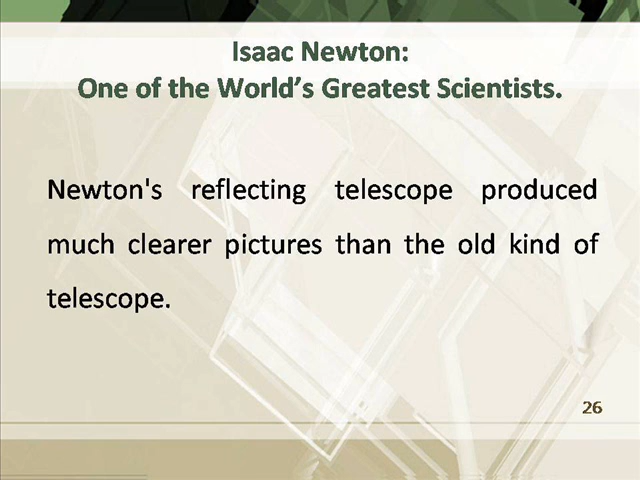 Isaac Newton:
One of the World’s Greatest Scientists.
Newton's reflecting telescope produced
much clearer pictures than the old kind of
telescope.
26